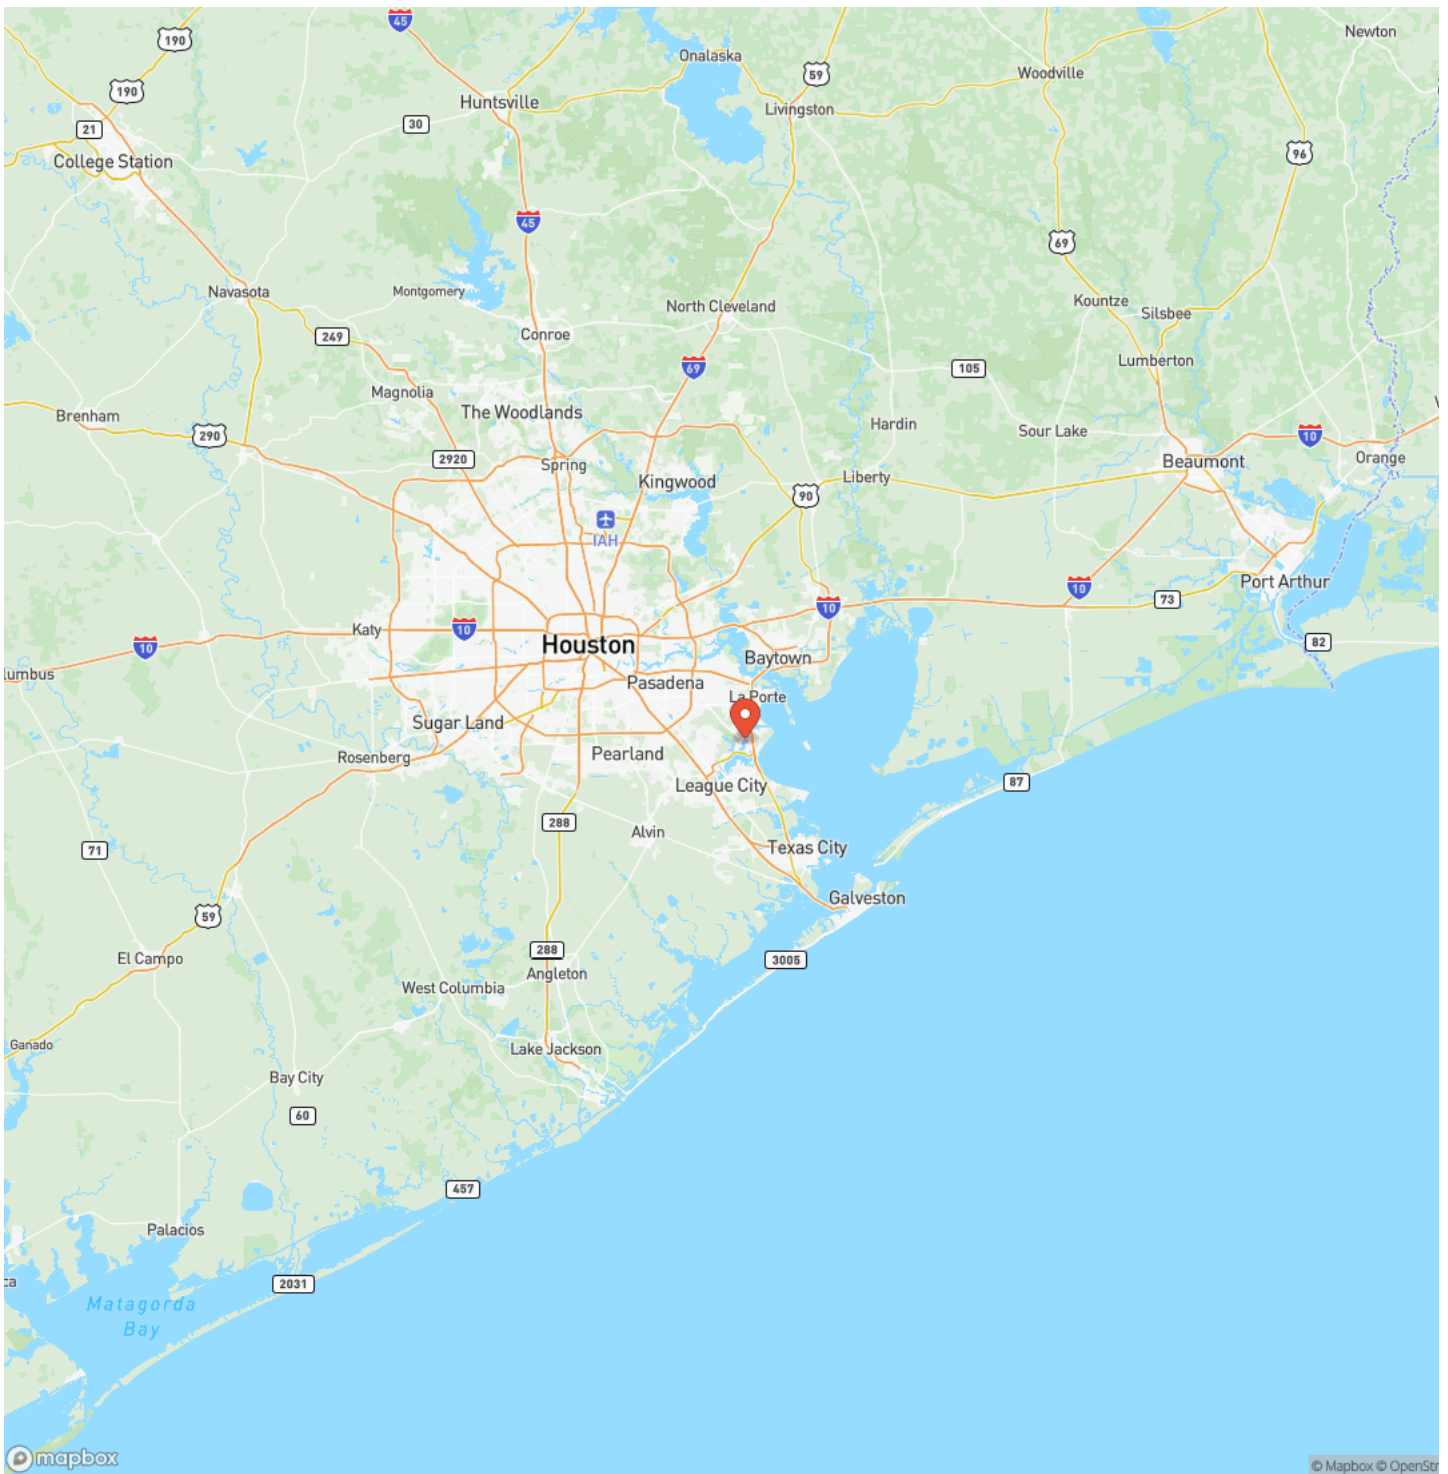 45
190
Newton
Onalaska
59
Woodville
190
Huntsville
Livingston
30
21
96
College Station
45
69
Navasota
Montgomery
Kountze
North Cleveland
Silsbee
249
Conroe
Lumberton
69
105
Magnolia
The Woodlands
Brenham
Hardin
Sour Lake
290
10
2920
Beaumont
Orange
Spring
Kingwood
Liberty
90
IAH
Port Arthur
10
73
10
Katy
10
82
Houston
10
Baytown
lumbus
Pasadena
La Porte
Sugar Land
Pearland
Rosenberg
League City
87
288
Alvin
71
Texas City
Galveston
59
288
El Campo
3005
Angleton
West Columbia
Ganado
Lake Jackson
Bay City
60
457
Palacios
ca
2031
Matagorda
Bay
mapbox
© Mapbox © OpenStr